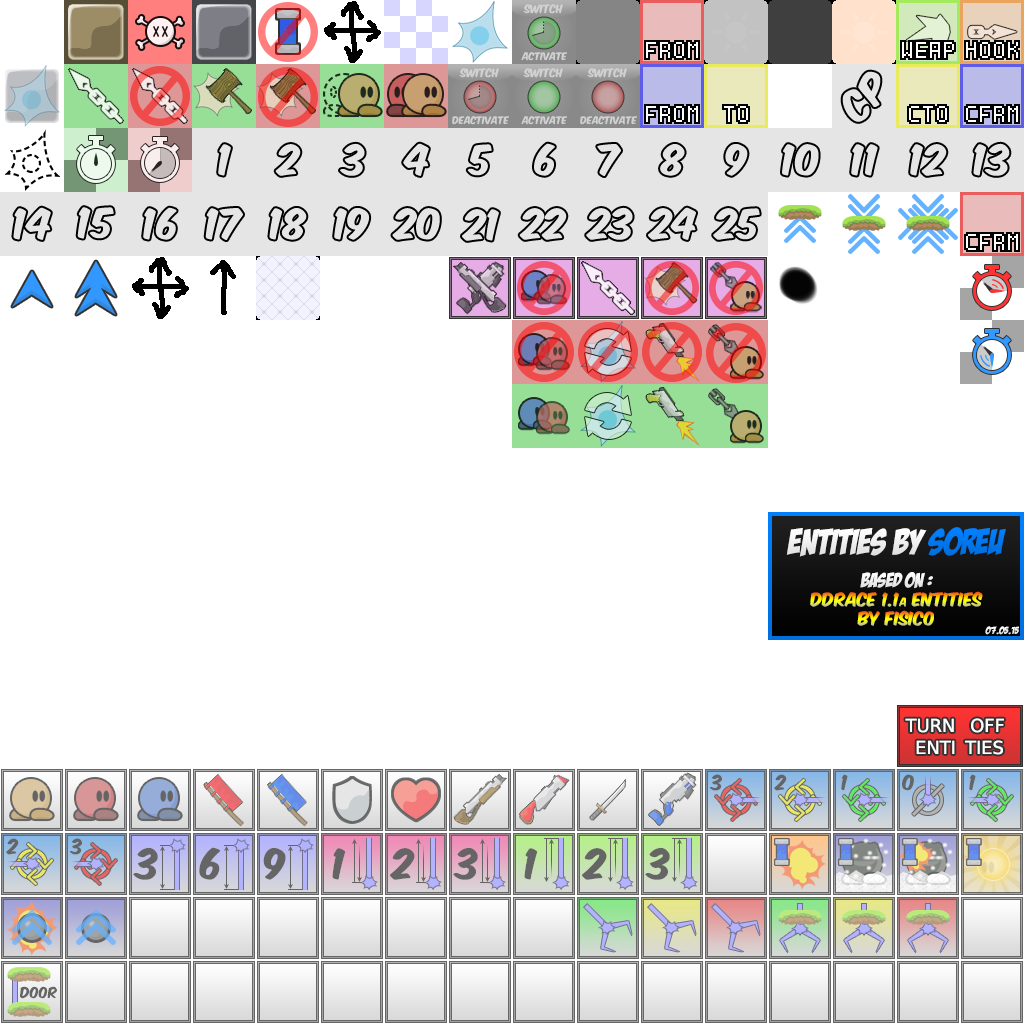 SWITCH
ACTIVATE
FROM
WEAP
HOOK
SWITCH
DEACTIVATE
SWITCH
ACTIVATE
SWITCH
DEACTIVATE
FROM
TO
CP
CTO
CFRM
1 2 3 4 5 6 7 8 9 10 11 12 13
14 15 16 17 18 19 20 21 22 23 24 25
CFRM
ENTITIES BY SOREU
BASED ON :
DDRACE 1.1A ENTITIES
BY FISICO
07.05.15
TURN OFF
ENTI TIES
3 2 1 0 1
2 3 3 6 9 1 2 3 1 2 3
DOOR